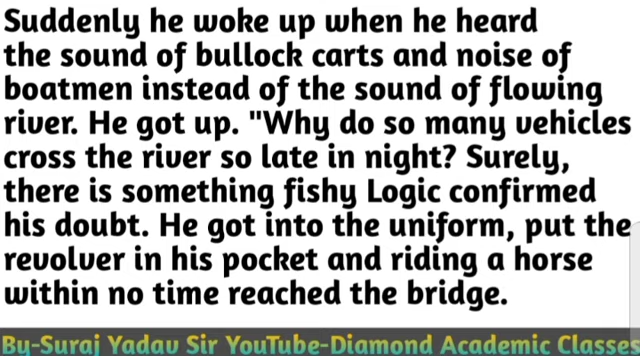 Suddenly he woke up when he heard
the sound of bullock carts and noise of
boatmen instead of the sound of flowing
river. He got up. "Why do so many vehicles
cross the river so late in night? Surely,
there is something fishy Logic confirmed
his doubt. He got into the uniform, put the
revolver in his pocket and riding a horse
within no time reached the bridge.
By-Suraj Yadav Sir YouTube-Diamond Academic Classes